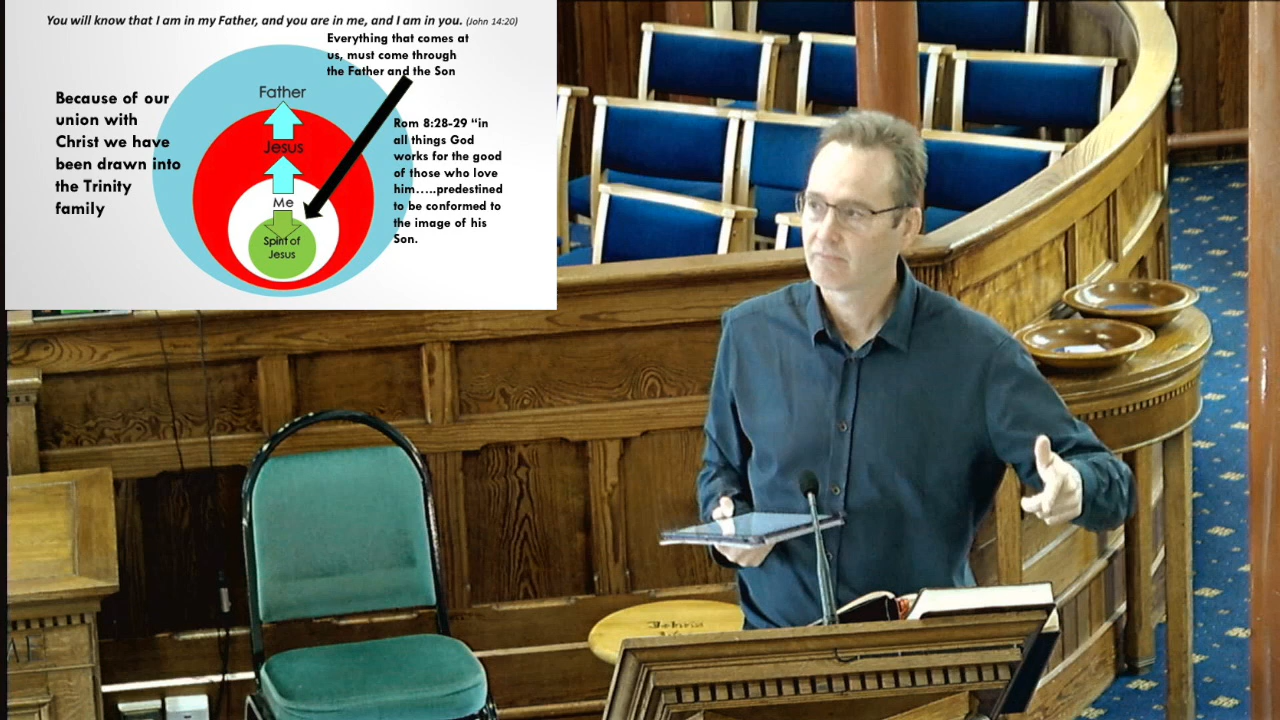 You will know that I am in my Father, and you are in me, and I am in you. (John 14:20)
Everything that comes at
us, must come through
the Father and the Son
Because of our
union with
Christ we have
been drawn into
the Trinity
family
Father
Jesus
Me
Spirit of
Jesus
Rom 8:28-29 “in
all things God
works for the good
of those who love
him…..predestined
to be conformed to
the image of his
Son.